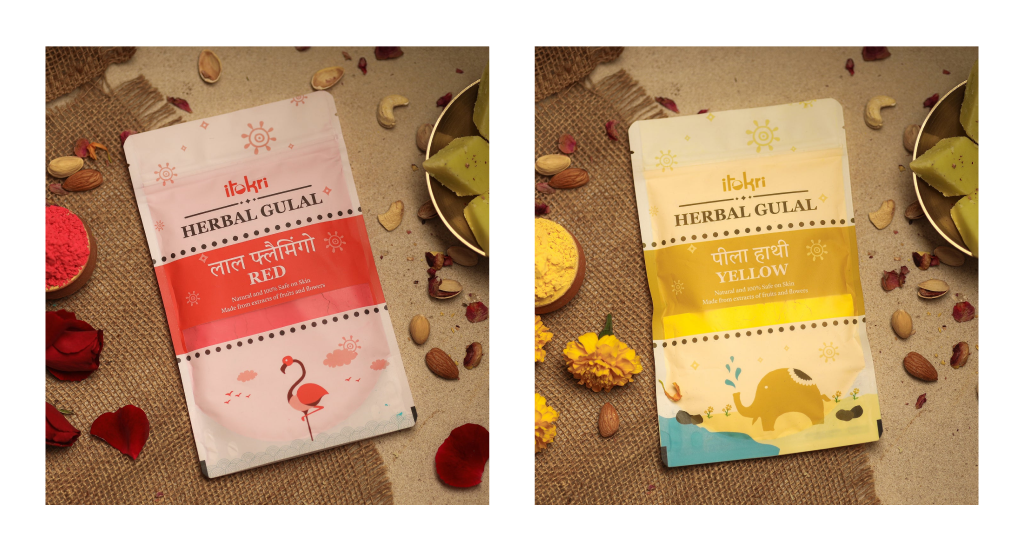 itokri
HERBAL GULAL
लाल फ्लैमिंगो
RED
Natural and 100% Safe on Skin
Made from extracts of fruits and flowers
itokri
HERBAL GULAL
पीला हाथी
YELLOW
Natural and 100% Safe on Skin
Made from extracts of fruits and flowers